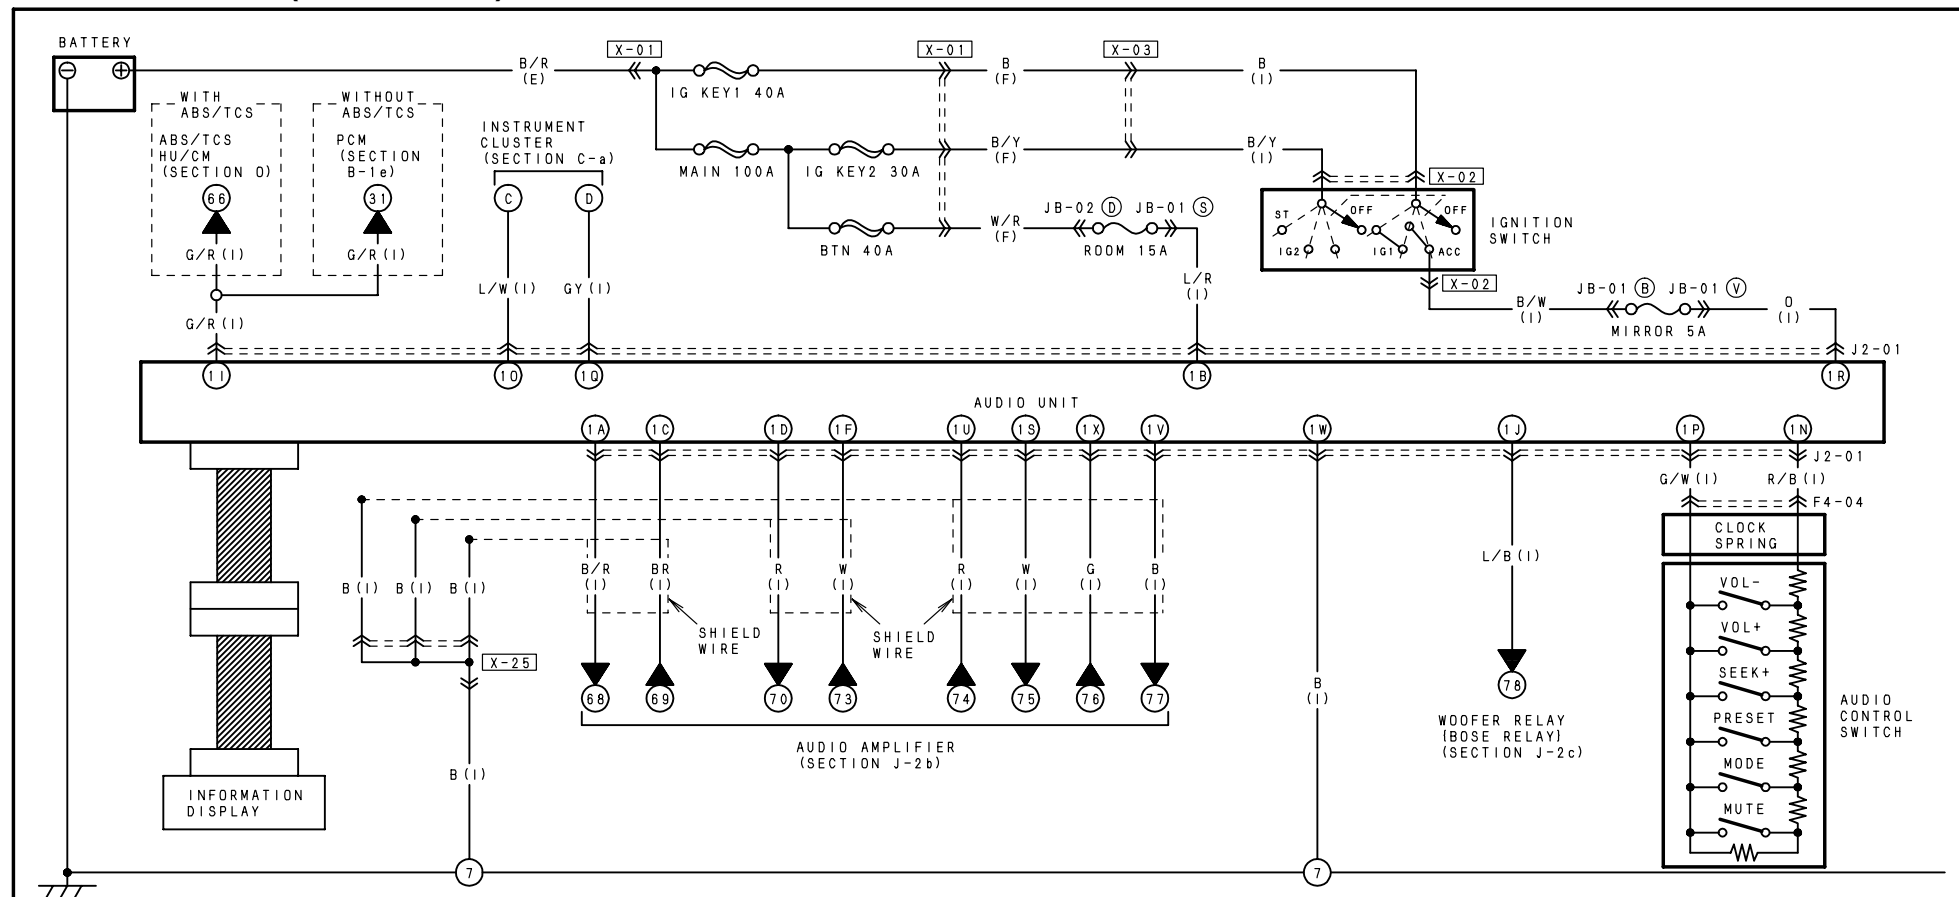 BATTERY
X-01
X-01
X-03
B/R
(E)
B
(F)
B
(I)
IG KEY1 40A
WITH
ABS/TCS
WITHOUT
ABS/TCS
ABS/TCS
HU/CM
(SECTION O)
PCM
(SECTION
B-1e)
INSTRUMENT
CLUSTER
(SECTION C-a)
MAIN 100A
IG KEY2 30A
B/Y
(F)
B/Y
(I)
X-02
66
31
C
D
BTN 40A
W/R
(F)
JB-02 D
JB-01 S
ROOM 15A
ST
OFF
OFF
IG2
IG1
ACC
IGNITION
SWITCH
G/R(I)
G/R(I)
L/W(I)
GY(I)
L/R
(I)
X-02
B/W
(I)
JB-01 B
JB-01 V
MIRROR 5A
O
(I)
G/R(I)
J2-01
1I
1O
1Q
1B
1R
AUDIO UNIT
1A
1C
1D
1F
1U
1S
1X
1V
1W
1J
1P
1N
J2-01
G/W(I)
R/B(I)
F4-04
CLOCK
SPRING
B(I)
B(I)
B(I)
B/R
(I)
BR
(I)
R
(I)
W
(I)
R
(I)
W
(I)
G
(I)
B
(I)
L/B(I)
SHIELD
WIRE
SHIELD
WIRE
X-25
68
69
70
73
74
75
76
77
78
B
(I)
AUDIO AMPLIFIER
(SECTION J-2b)
WOOFER RELAY
{BOSE RELAY}
(SECTION J-2c)
VOL-
VOL+
SEEK+
PRESET
MODE
MUTE
AUDIO
CONTROL
SWITCH
B(I)
INFORMATION
DISPLAY
7
7